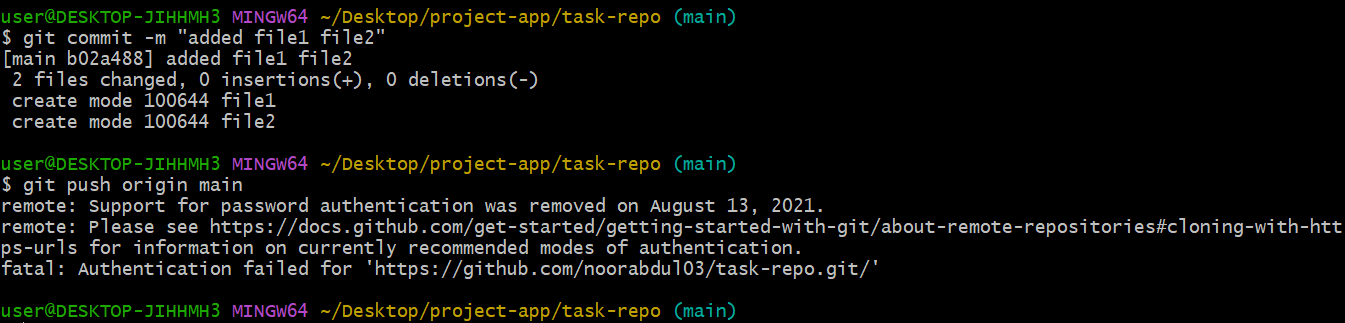 user@DESKTOP-JIHHMH3 MINGW64 ~/Desktop/project-app/task-repo (main)
$ git commit -m "added file1 file2"
[main b02a488] added file1 file2
 2 files changed, 0 insertions(+), 0 deletions(-)
 create mode 100644 file1
 create mode 100644 file2
user@DESKTOP-JIHHMH3 MINGW64 ~/Desktop/project-app/task-repo (main)
$ git push origin main
remote: Support for password authentication was removed on August 13, 2021.
remote: Please see https://docs.github.com/get-started/getting-started-with-git/about-remote-repositories#cloning-with-htt
ps-urls for information on currently recommended modes of authentication.
fatal: Authentication failed for 'https://github.com/noorabdul03/task-repo.git/'
user@DESKTOP-JIHHMH3 MINGW64 ~/Desktop/project-app/task-repo (main)